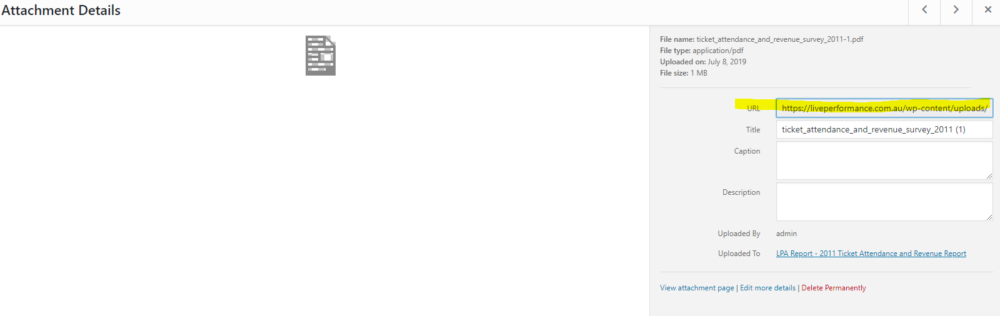 Attachment Details
File name: ticket_attendance_and_revenue_survey_2011-1.pdf
File type: application/pdf
Uploaded on: July 8, 2019
File size: 1 MB
URL https://liveperformance.com.au/wp-content/uploads/
Title ticket_attendance_and_revenue_survey_2011 (1)
Caption
Description
Uploaded By admin
Uploaded To LPA Report - 2011 Ticket Attendance and Revenue Report
View attachment page | Edit more details | Delete Permanently